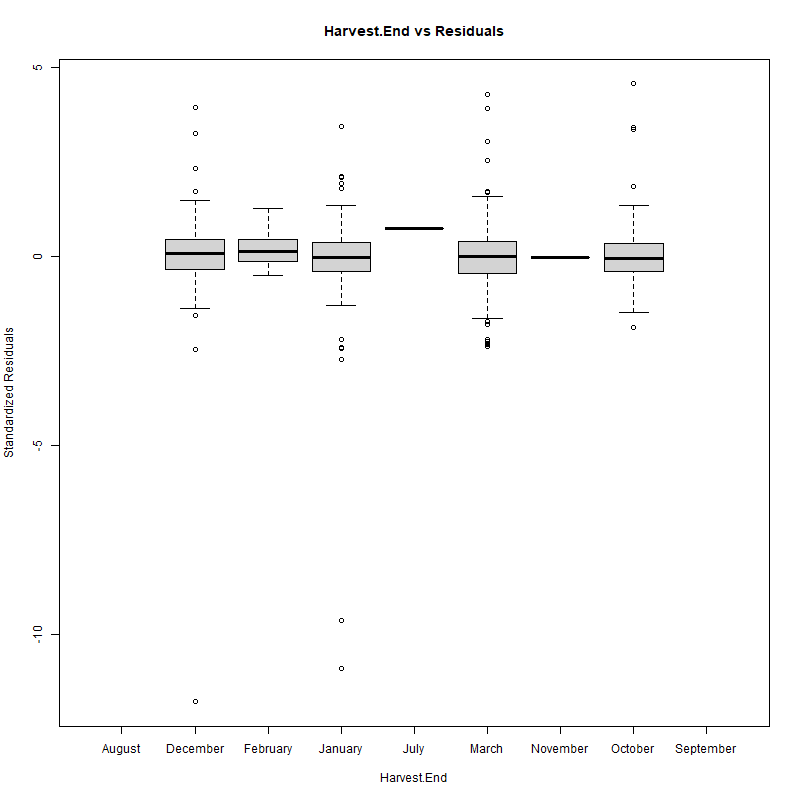 Harvest.End vs Residuals
Standardized Residuals
5
0
-5
-10
August December February January July March November October September
Harvest.End